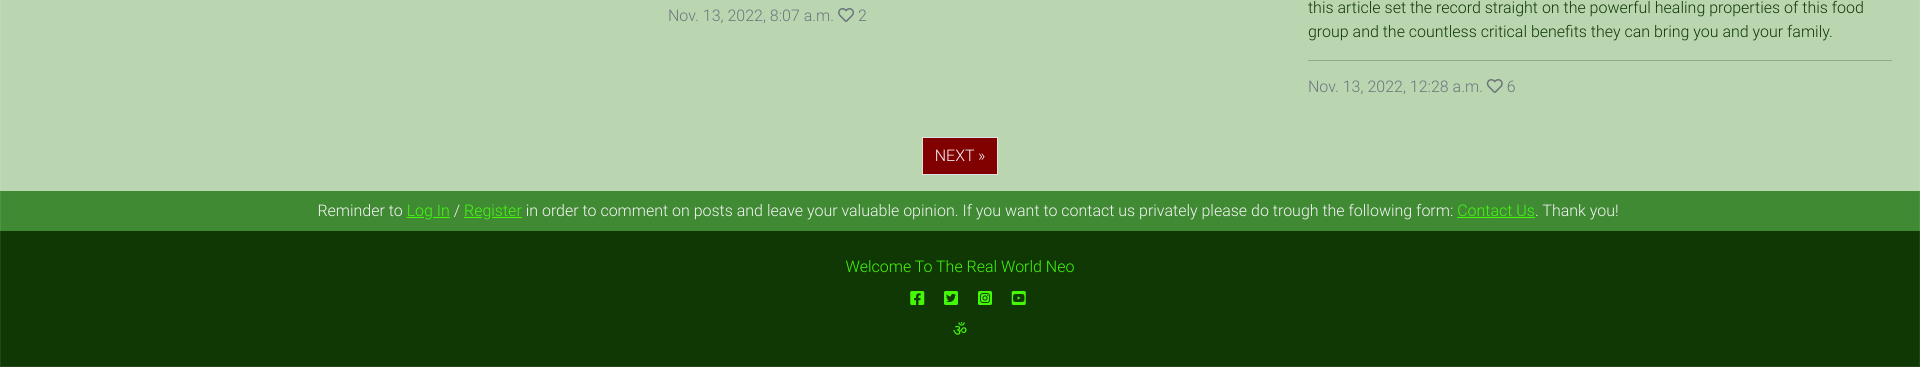 Nov. 13, 2022, 8:07 a.m. 2
this article set the record straight on the powerful healing properties of this food
group and the countless critical benefits they can bring you and your family.
Nov. 13, 2022, 12:28 a.m. 6
NEXT »
Reminder to Log In / Register in order to comment on posts and leave your valuable opinion. If you want to contact us privately please do trough the following form: Contact Us. Thank you!
Welcome To The Real World Neo
ॐ